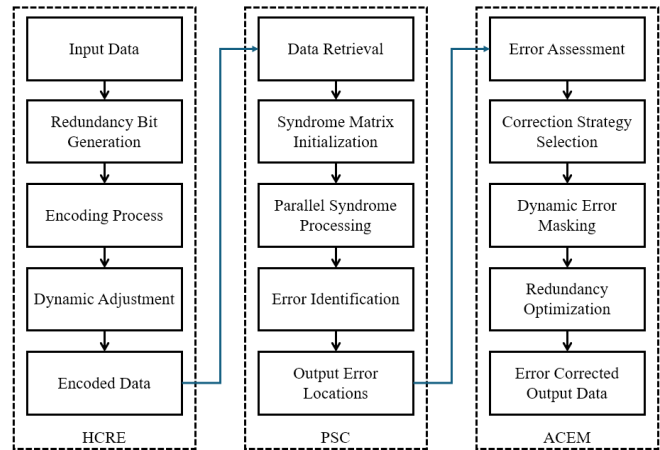 Input Data
Redundancy Bit
Generation
Encoding Process
Dynamic Adjustment
Encoded Data
HCRE
Data Retrieval
Syndrome Matrix
Initialization
Parallel Syndrome
Processing
Error Identification
Output Error
Locations
PSC
Error Assessment
Correction Strategy
Selection
Dynamic Error
Masking
Redundancy
Optimization
Error Corrected
Output Data
ACEM